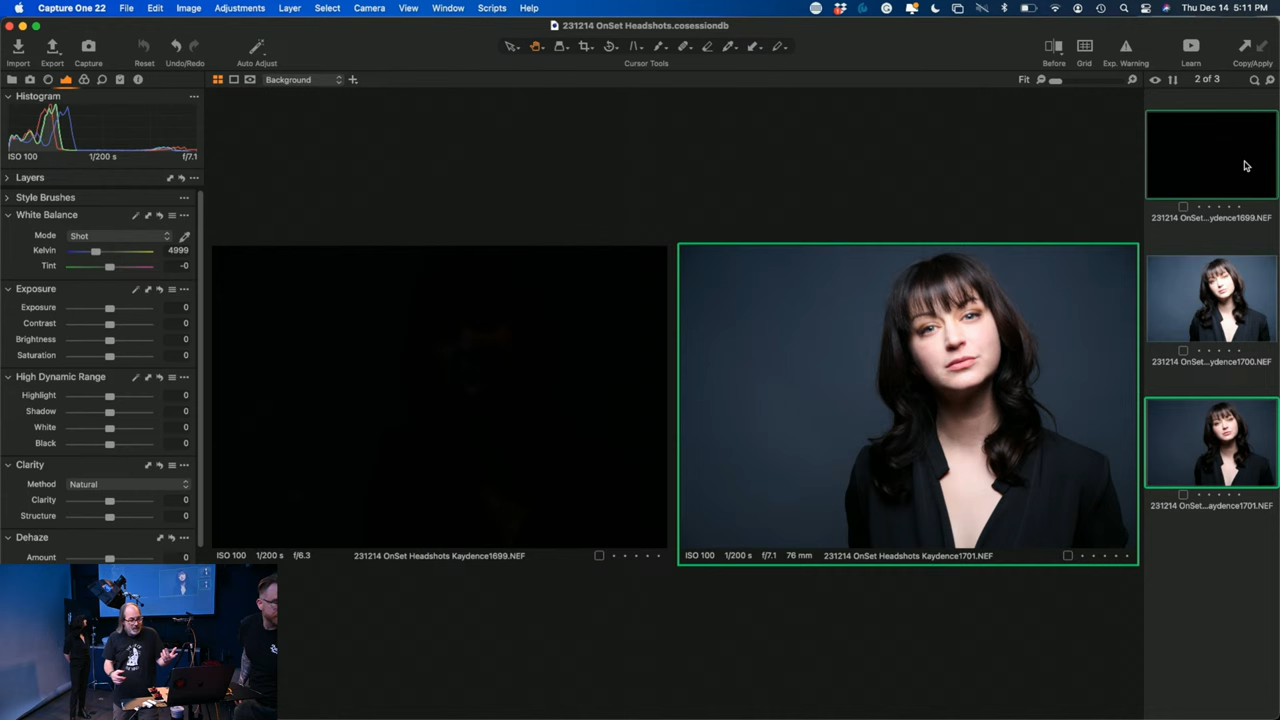 Capture One 22 File Edit Image Adjustments Layer Select Camera View Window Scripts Help Thu Dec 14 5:11 PM
231214 OnSet Headshots.cosessiondb
Import Export Capture Reset Undo/Redo Auto Adjust Cursor Tools Before Grid Exp. Warning Learn Copy/Apply
Background Fit 2 of 3
Histogram
ISO 100 1/200 s f/7.1
Layers
Style Brushes
White Balance
Mode Shot
Kelvin 4999
Tint -0
Exposure
Exposure 0
Contrast 0
Brightness 0
Saturation 0
High Dynamic Range
Highlight 0
Shadow 0
White 0
Black 0
Clarity
Method Natural
Clarity 0
Structure 0
Dehaze
Amount 0
ISO 100 1/200 s f/6.3 231214 OnSet Headshots Kaydence1699.NEF
ISO 100 1/200 s f/7.1 76 mm 231214 OnSet Headshots Kaydence1701.NEF
231214 OnSet...ydence1699.NEF
231214 OnSet...ydence1700.NEF
231214 OnSet...aydence1701.NEF